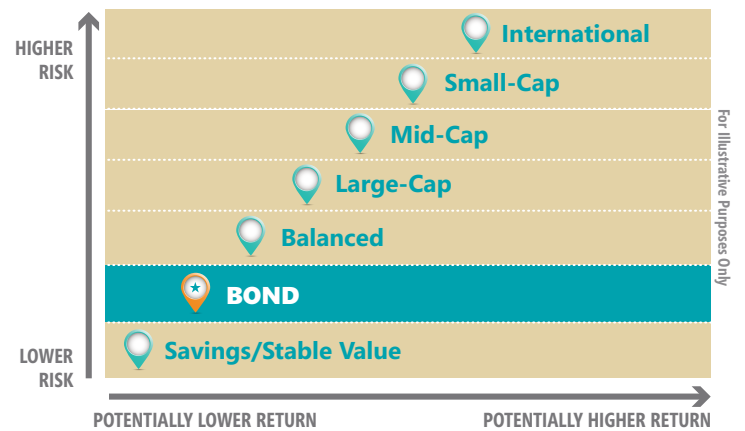 HIGHER
RISK
International
Small-Cap
Mid-Cap
Large-Cap
Balanced
BOND
Savings/Stable Value
LOWER
RISK
POTENTIALLY LOWER RETURN
POTENTIALLY HIGHER RETURN
For Illustrative Purposes Only